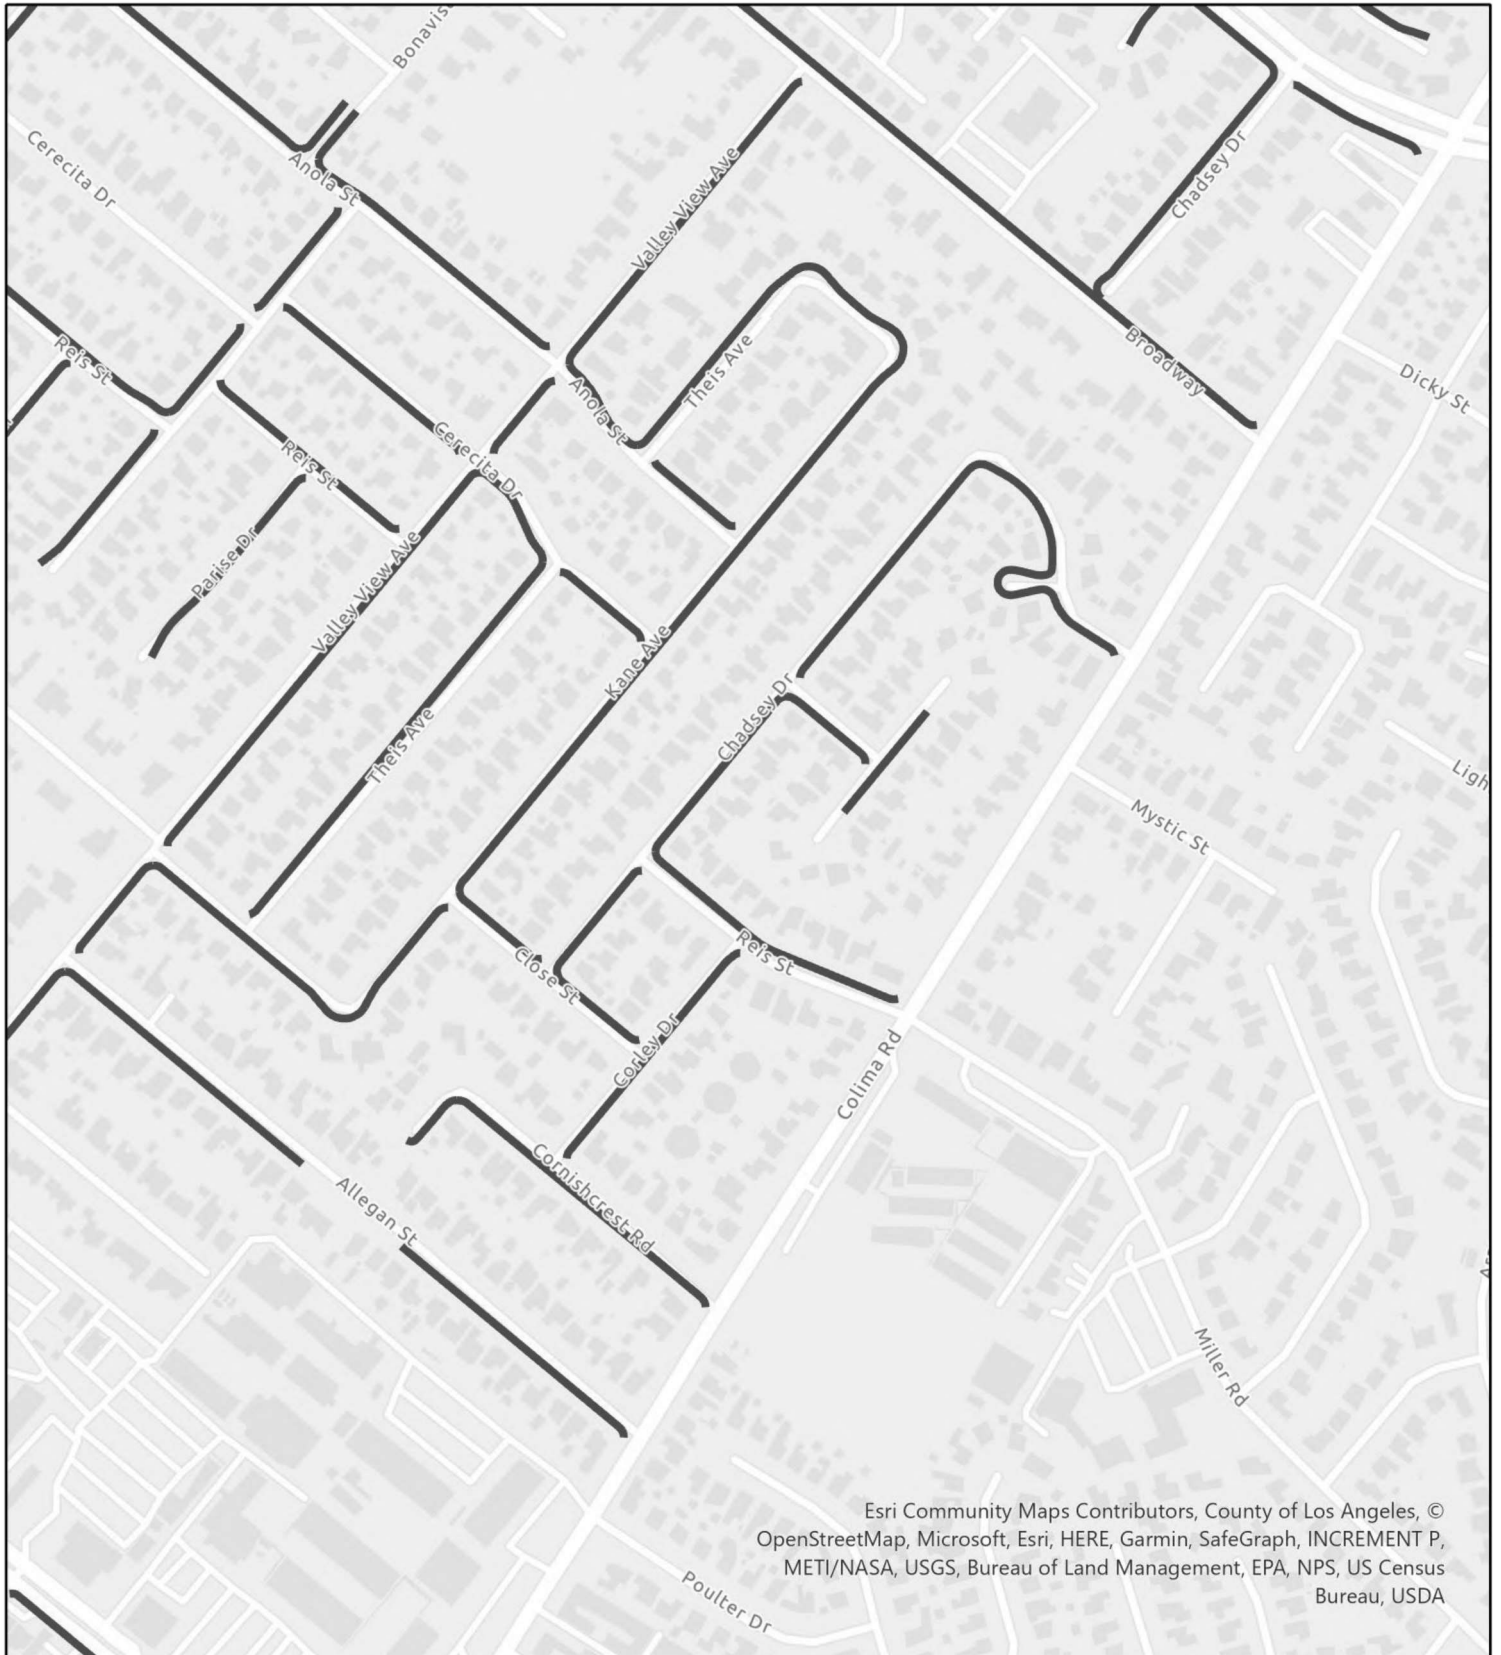 Bonavis
Cerecita Dr
Anola St
Valley View Ave
Chadsey Dr
Reis St
Theis Ave
Broadway
Anola St
Dicky St
Cerecita Dr
Reis St
Parise Dr
Valley View Ave
Kane Ave
Theis Ave
Chadsey Dr
Ligh
Mystic St
Reis St
Close St
Corley Dr
Colima Rd
Cornishcrest Rd
Allegan St
Miller Rd
Poulter Dr
Esri Community Maps Contributors, County of Los Angeles, ©
OpenStreetMap, Microsoft, Esri, HERE, Garmin, SafeGraph, INCREMENT P,
METI/NASA, USGS, Bureau of Land Management, EPA, NPS, US Census
Bureau, USDA